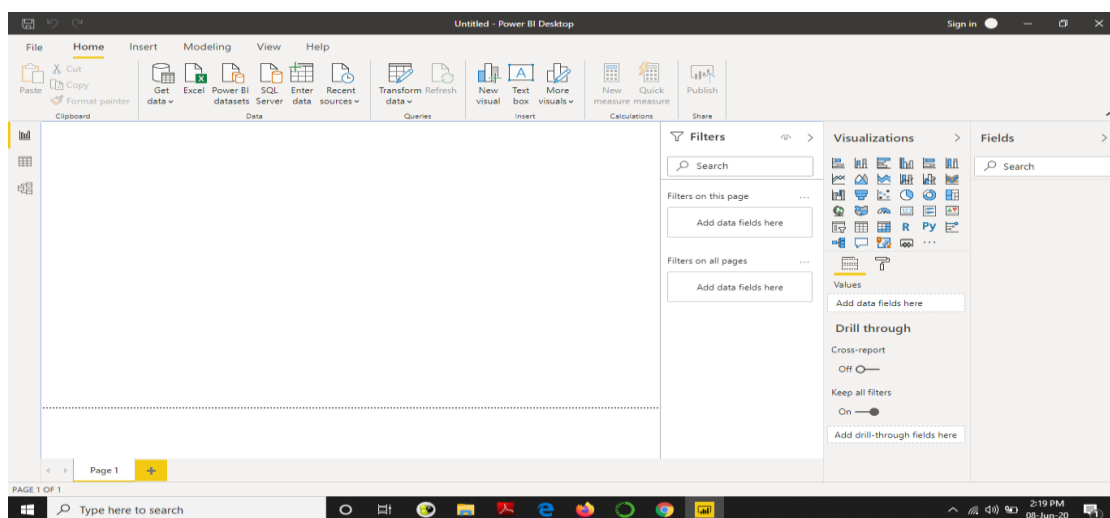 Untitled - Power BI Desktop
Sign in
File Home Insert Modeling View Help
Paste
Cut
Copy
Format painter
Clipboard
Get data
Excel
Power BI datasets
SQL Server
Enter data
Recent sources
Data
Transform data
Refresh
Queries
New visual
Text box
More visuals
Insert
New measure
Quick measure
Calculations
Publish
Share
Filters
Search
Filters on this page
...
Add data fields here
Filters on all pages
...
Add data fields here
Visualizations
R Py
...
Values
Add data fields here
Drill through
Cross-report
Off
Keep all filters
On
Add drill-through fields here
Fields
Search
Page 1
+
PAGE 1 OF 1
Type here to search
2:19 PM
08-Jun-20